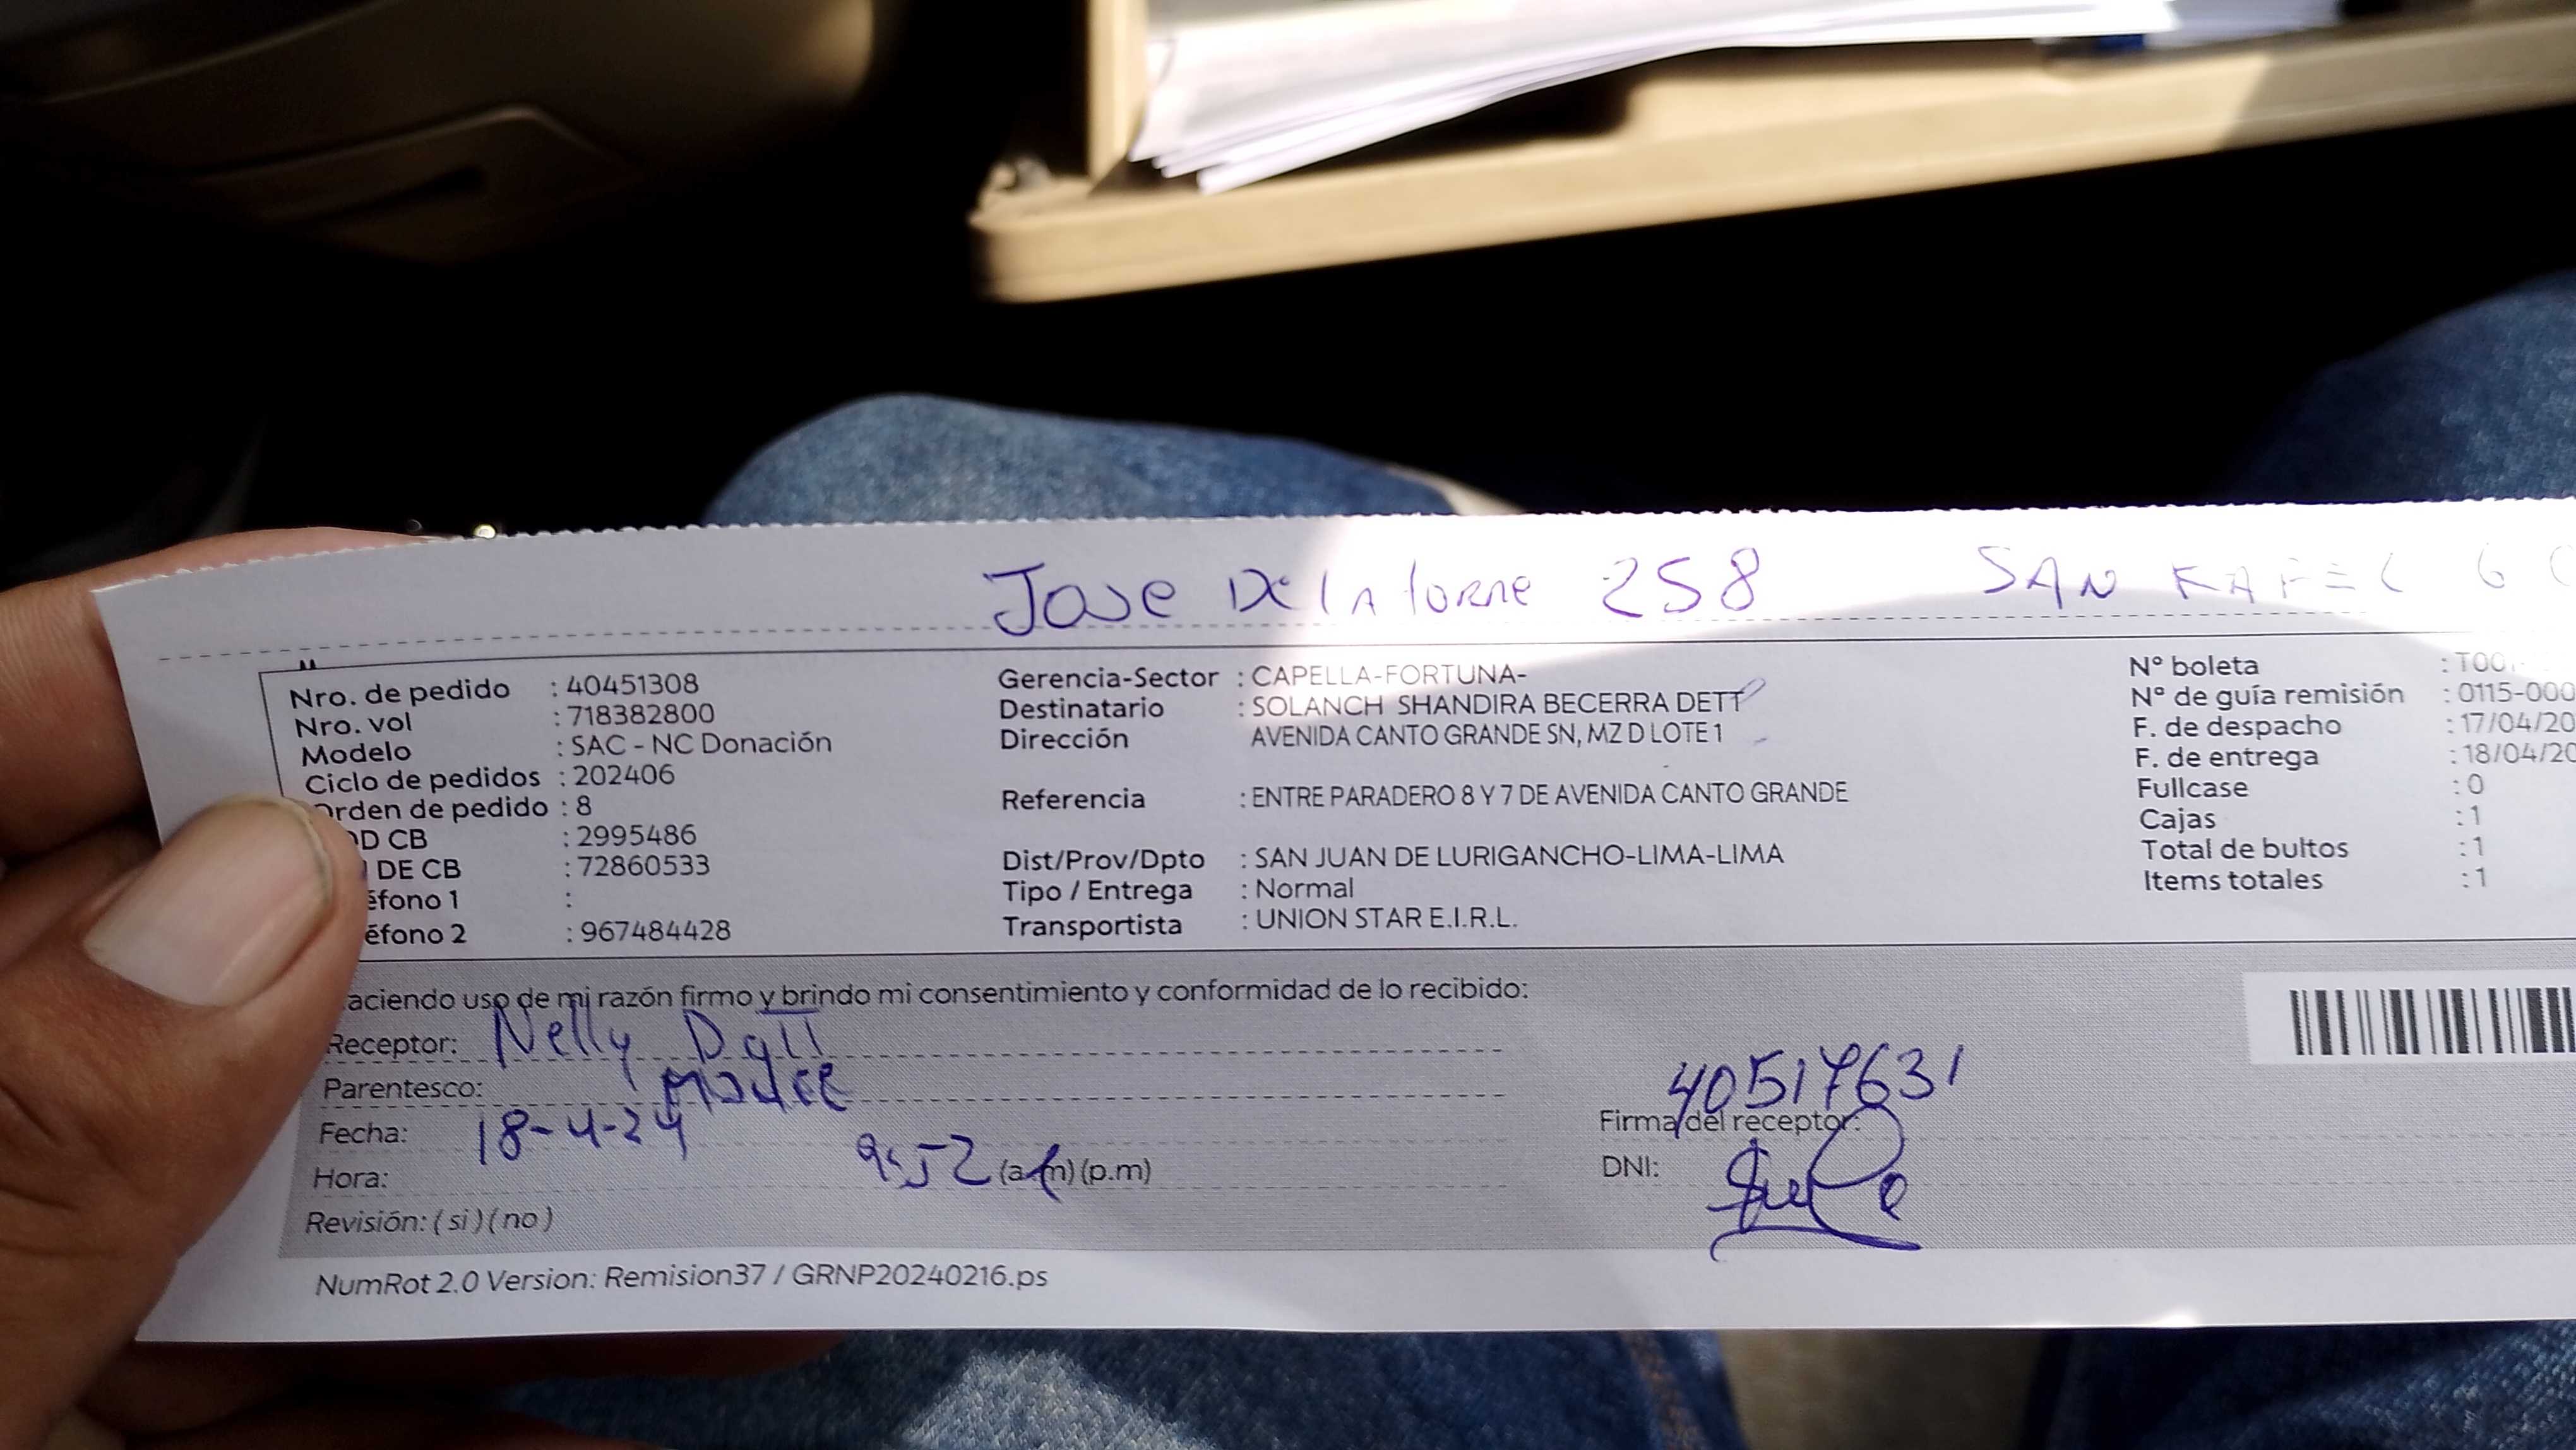 Jose De la torre 258 SAN RAFAEL
Nro. de pedido : 40451308
Nro. vol : 718382800
Modelo : SAC - NC Donación
Ciclo de pedidos : 202406
Orden de pedido : 8
OD CB : 2995486
DE CB : 72860533
éfono 1 :
éfono 2 : 967484428
Gerencia-Sector : CAPELLA-FORTUNA-
Destinatario : SOLANCH SHANDIRA BECERRA DETT
Dirección AVENIDA CANTO GRANDE SN, MZ D LOTE 1
Referencia : ENTRE PARADERO 8 Y 7 DE AVENIDA CANTO GRANDE
Dist/Prov/Dpto : SAN JUAN DE LURIGANCHO-LIMA-LIMA
Tipo / Entrega : Normal
Transportista : UNION STAR E.I.R.L.
N° boleta : T001-
N° de guía remisión : 0115-000
F. de despacho : 17/04/20
F. de entrega : 18/04/20
Fullcase : 0
Cajas : 1
Total de bultos : 1
Items totales : 1
aciendo uso de mi razón firmo y brindo mi consentimiento y conformidad de lo recibido:
Receptor: Nelly Dett
Parentesco: Madre
Fecha: 18-4-24
Hora: 9:52 (a.m) (p.m)
Revisión: ( si ) ( no )
40517631
Firma del receptor:
DNI:
NumRot 2.0 Version: Remision37 / GRNP20240216.ps